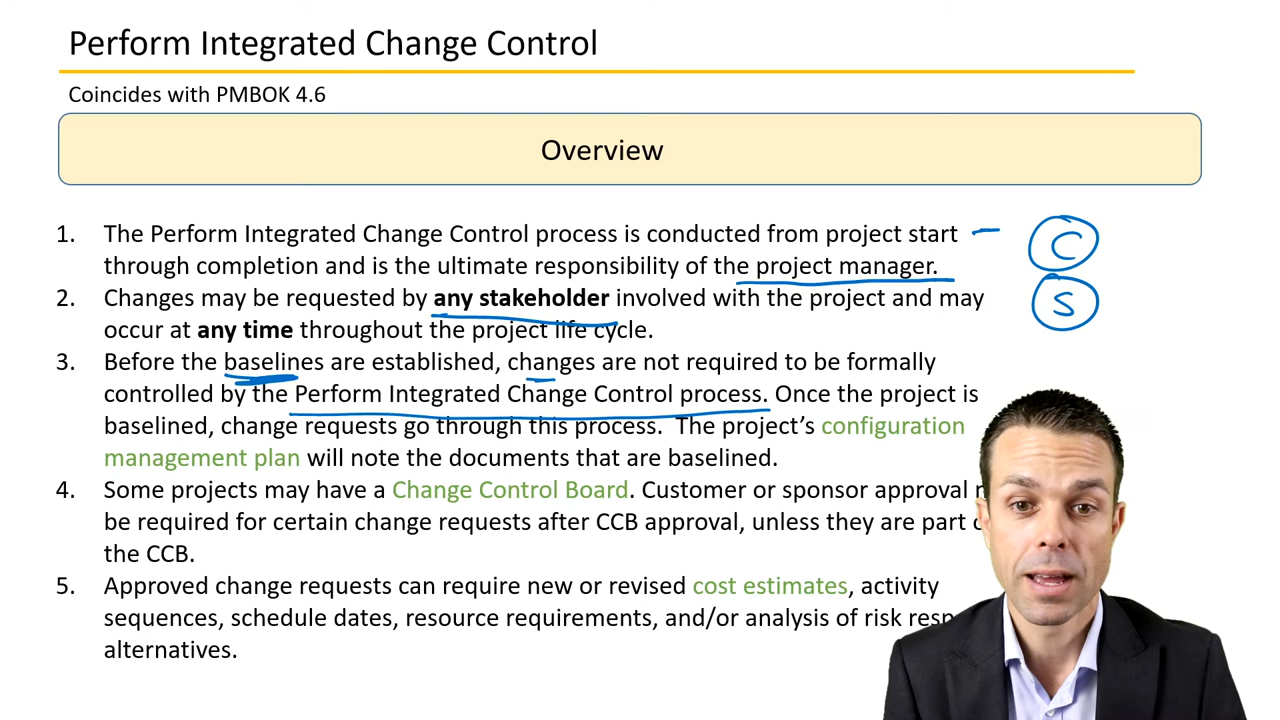 Perform Integrated Change Control
Coincides with PMBOK 4.6
Overview
1. The Perform Integrated Change Control process is conducted from project start
through completion and is the ultimate responsibility of the project manager.
2. Changes may be requested by any stakeholder involved with the project and may
occur at any time throughout the project life cycle.
3. Before the baselines are established, changes are not required to be formally
controlled by the Perform Integrated Change Control process. Once the project is
baselined, change requests go through this process. The project's configuration
management plan will note the documents that are baselined.
4. Some projects may have a Change Control Board. Customer or sponsor approval
be required for certain change requests after CCB approval, unless they are part
the CCB.
5. Approved change requests can require new or revised cost estimates, activity
sequences, schedule dates, resource requirements, and/or analysis of risk
alternatives.
C
S